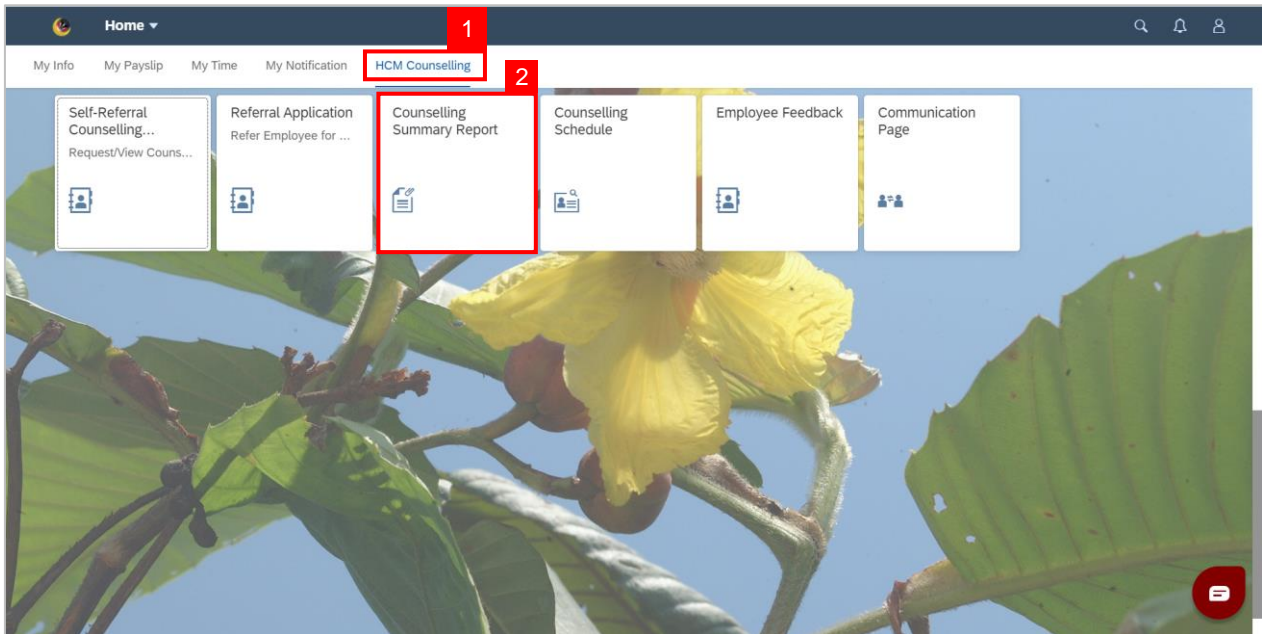 Home
1
My Info My Payslip My Time My Notification HCM Counselling
2
Self-Referral
Counselling...
Request/View Couns...
Referral Application
Refer Employee for ...
Counselling
Summary Report
Counselling
Schedule
Employee Feedback
Communication
Page